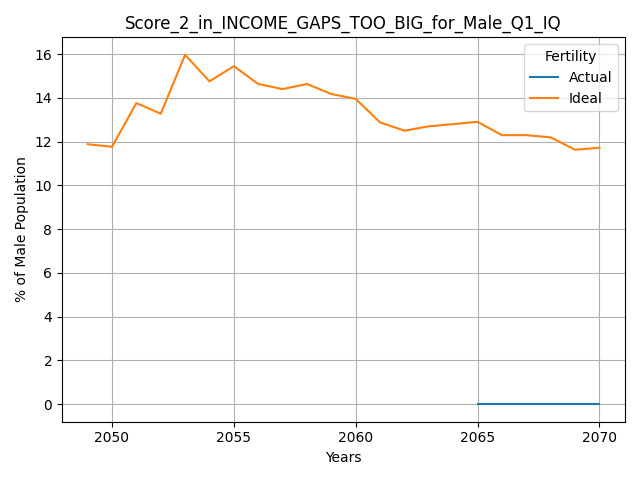 Score_2_in_INCOME_GAPS_TOO_BIG_for_Male_Q1_IQ
Fertility
Actual
Ideal
% of Male Population
16
14
12
10
8
6
4
2
0
2050 2055 2060 2065 2070
Years